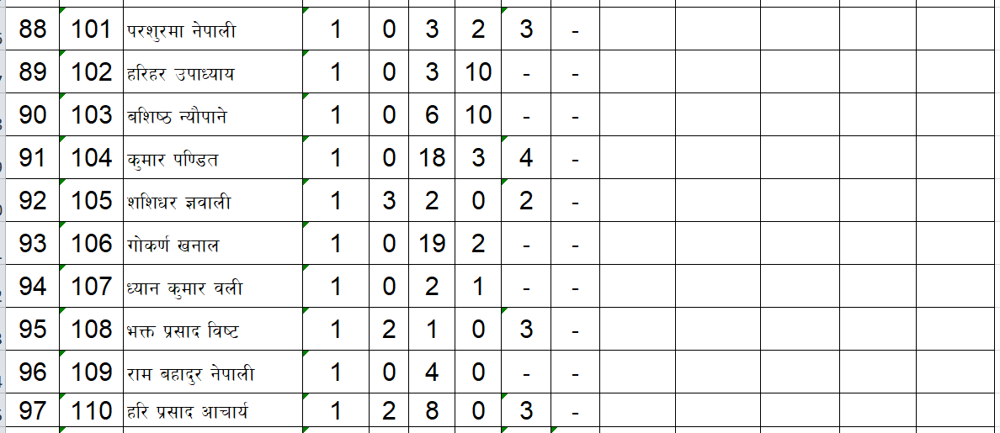 88 101 परशुरमा नेपाली 1 0 3 2 3 -
89 102 हरिहर उपाध्याय 1 0 3 10 - -
90 103 बशिष्ठ न्यौपाने 1 0 6 10 - -
91 104 कुमार पण्डित 1 0 18 3 4 -
92 105 शशिधर ज्ञवाली 1 3 2 0 2 -
93 106 गोकर्ण खनाल 1 0 19 2 - -
94 107 ध्यान कुमार वली 1 0 2 1 - -
95 108 भक्त प्रसाद विष्ट 1 2 1 0 3 -
96 109 राम बहादुर नेपाली 1 0 4 0 - -
97 110 हरि प्रसाद आचार्य 1 2 8 0 3 -